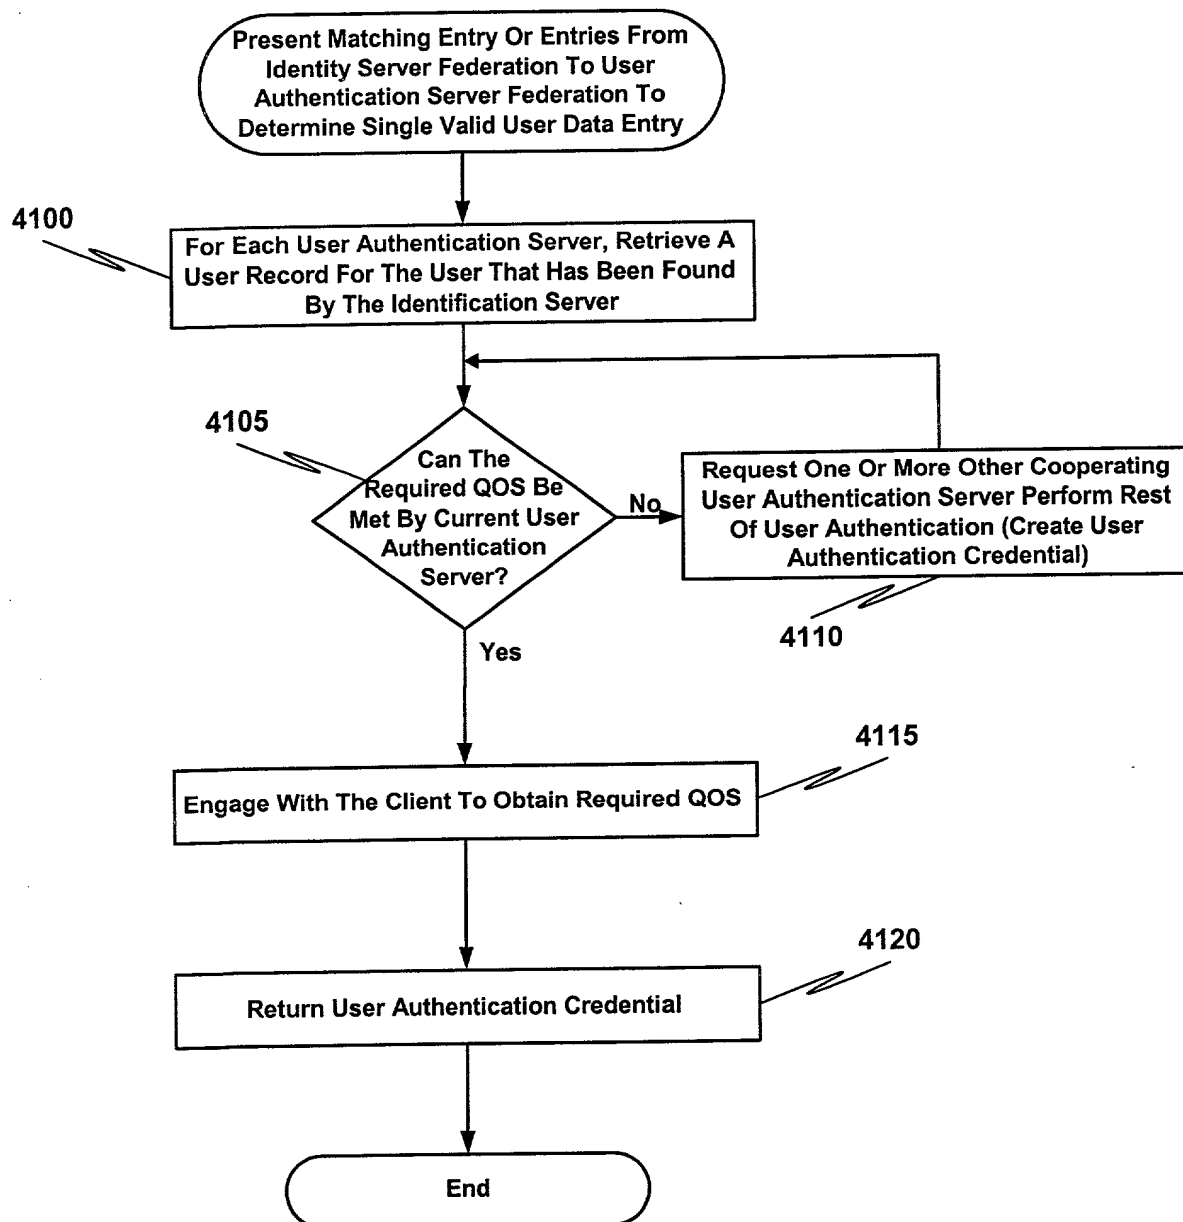 Present Matching Entry Or Entries From
Identity Server Federation To User
Authentication Server Federation To
Determine Single Valid User Data Entry
4100
For Each User Authentication Server, Retrieve A
User Record For The User That Has Been Found
By The Identification Server
4105
Can The
Required QOS Be
Met By Current User
Authentication
Server?
No
Request One Or More Other Cooperating
User Authentication Server Perform Rest
Of User Authentication (Create User
Authentication Credential)
4110
Yes
4115
Engage With The Client To Obtain Required QOS
4120
Return User Authentication Credential
End